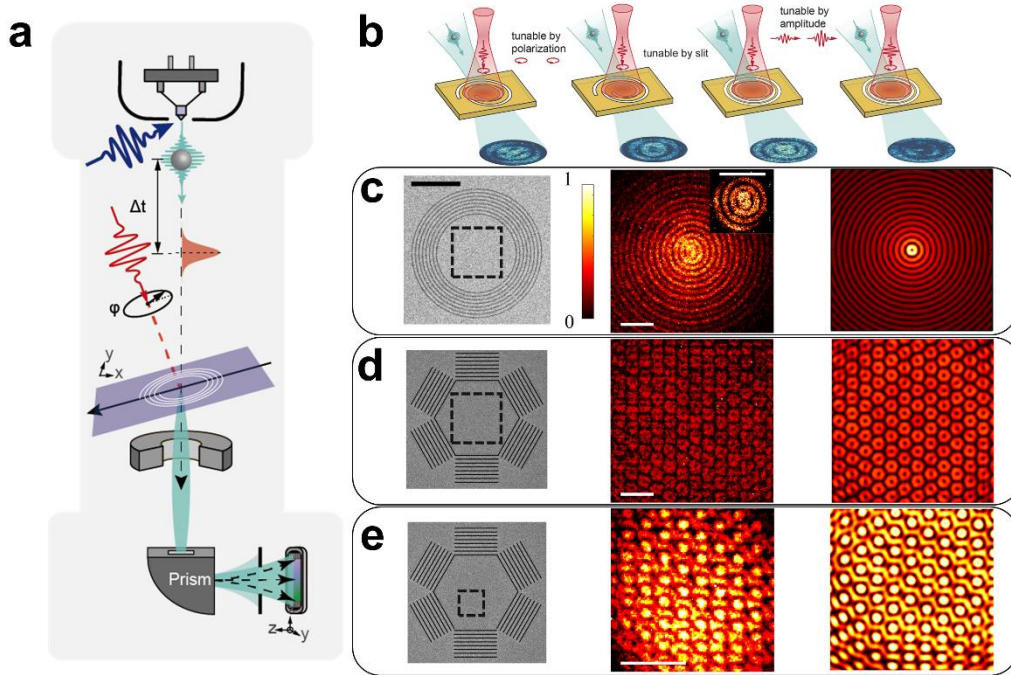 a
Δt
φ
y
x
Prism
z
y
b
tunable by
polarization
tunable by slit
tunable by
amplitude
c
1
0
d
e